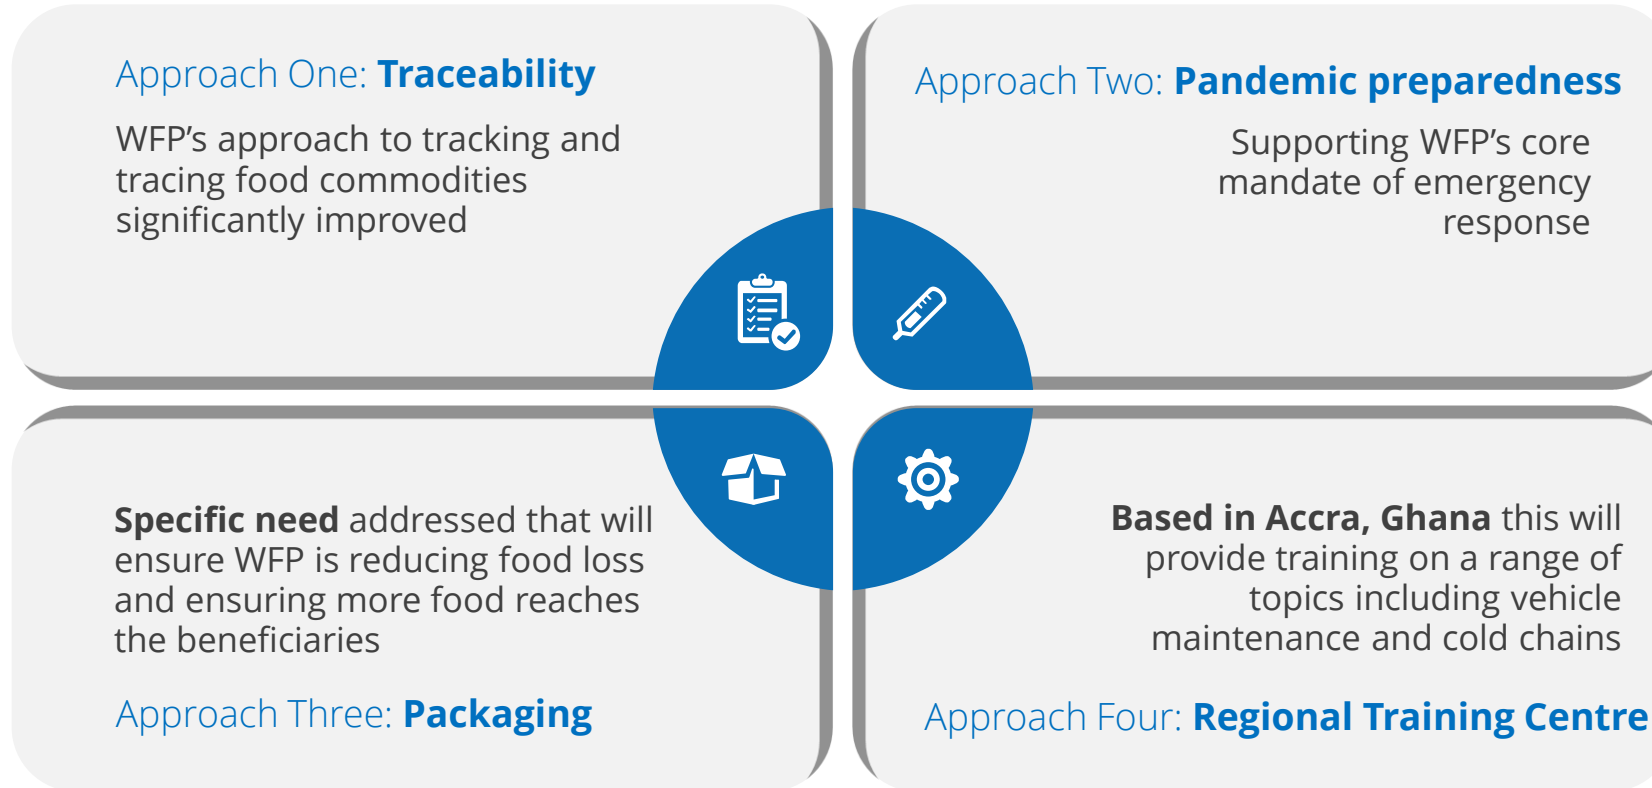 Approach One: Traceability
WFP’s approach to tracking and
tracing food commodities
significantly improved
Approach Two: Pandemic preparedness
Supporting WFP’s core
mandate of emergency
response
Specific need addressed that will
ensure WFP is reducing food loss
and ensuring more food reaches
the beneficiaries
Approach Three: Packaging
Based in Accra, Ghana this will
provide training on a range of
topics including vehicle
maintenance and cold chains
Approach Four: Regional Training Centre